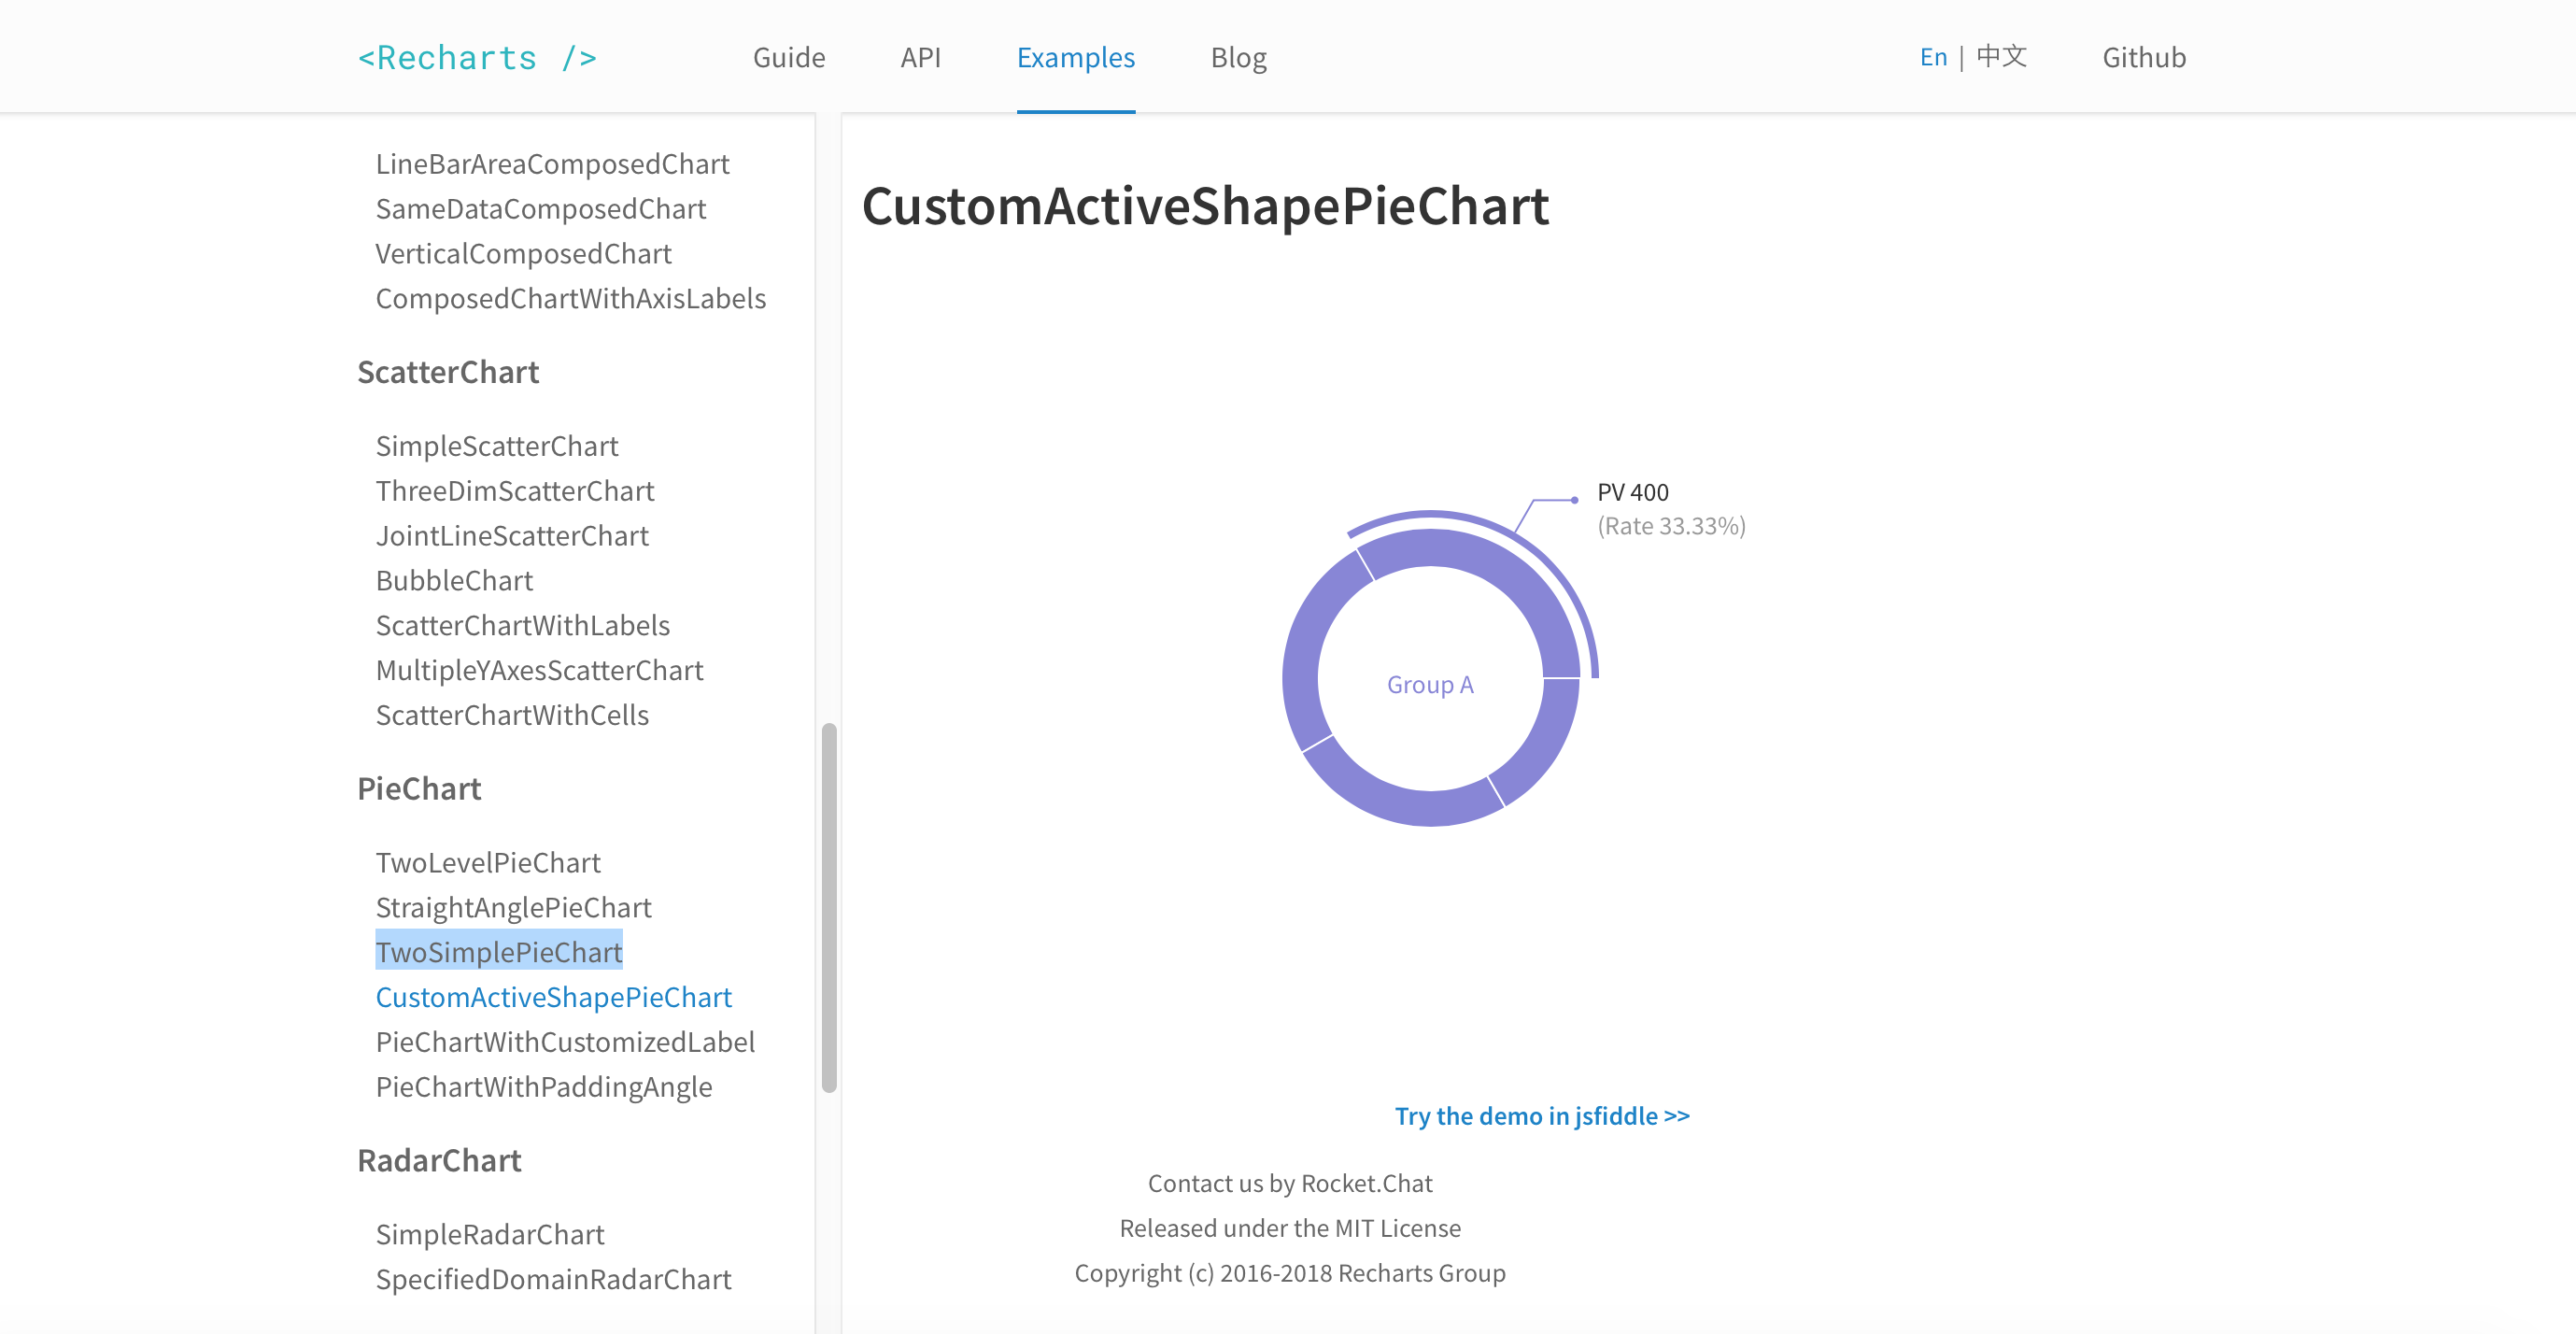 <Recharts />
Guide
API
Examples
Blog
En | 中文
Github
LineBarAreaComposedChart
SameDataComposedChart
VerticalComposedChart
ComposedChartWithAxisLabels
ScatterChart
SimpleScatterChart
ThreeDimScatterChart
JointLineScatterChart
BubbleChart
ScatterChartWithLabels
MultipleYAxesScatterChart
ScatterChartWithCells
PieChart
TwoLevelPieChart
StraightAnglePieChart
TwoSimplePieChart
CustomActiveShapePieChart
PieChartWithCustomizedLabel
PieChartWithPaddingAngle
RadarChart
SimpleRadarChart
SpecifiedDomainRadarChart
CustomActiveShapePieChart
PV 400
(Rate 33.33%)
Group A
Try the demo in jsfiddle >>
Contact us by Rocket.Chat
Released under the MIT License
Copyright (c) 2016-2018 Recharts Group